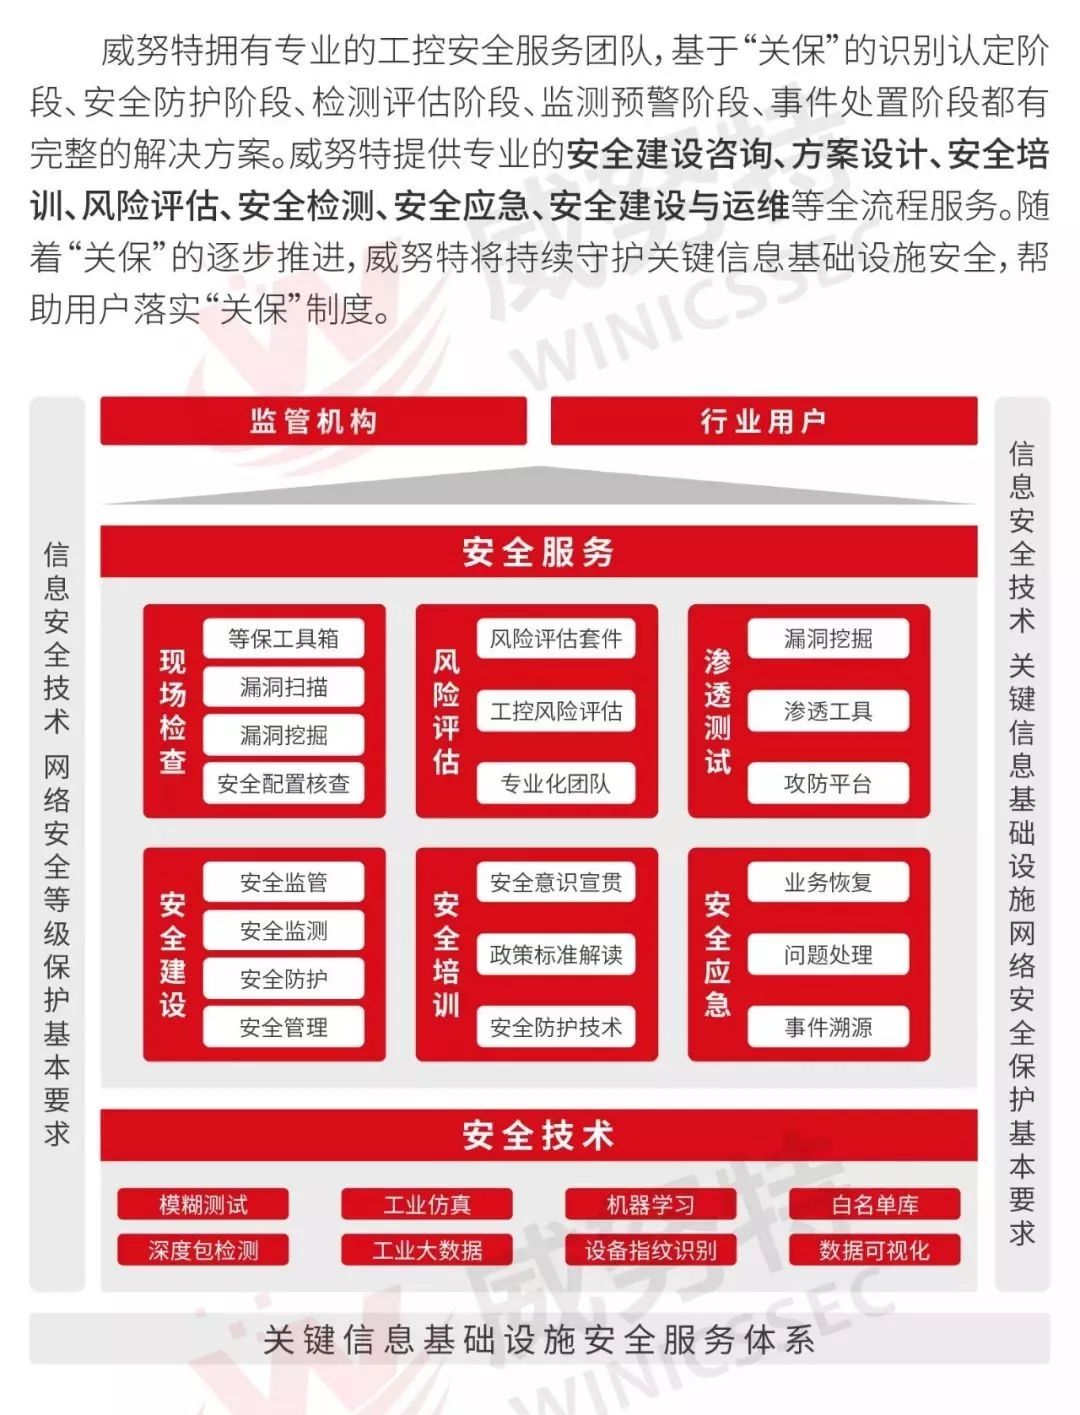 威努特拥有专业的工控安全服务团队，基于“关保”的识别认定阶
段、安全防护阶段、检测评估阶段、监测预警阶段、事件处置阶段都有
完整的解决方案。威努特提供专业的安全建设咨询、方案设计、安全培
训、风险评估、安全检测、安全应急、安全建设与运维等全流程服务。随
着“关保”的逐步推进，威努特将持续守护关键信息基础设施安全，帮
助用户落实“关保”制度。
威努特
WINICSSEC
监管机构
行业用户
信息安全技术 网络安全等级保护基本要求
安全服务
现场检查
等保工具箱
漏洞扫描
漏洞挖掘
安全配置核查
风险评估
风险评估套件
工控风险评估
专业化团队
渗透测试
漏洞挖掘
渗透工具
攻防平台
安全建设
安全监管
安全监测
安全防护
安全管理
安全培训
安全意识宣贯
政策标准解读
安全防护技术
安全应急
业务恢复
问题处理
事件溯源
信息安全技术 关键信息基础设施网络安全保护基本要求
安全技术
模糊测试
工业仿真
机器学习
白名单库
深度包检测
工业大数据
设备指纹识别
数据可视化
威努特
WINICSSEC
关键信息基础设施安全服务体系